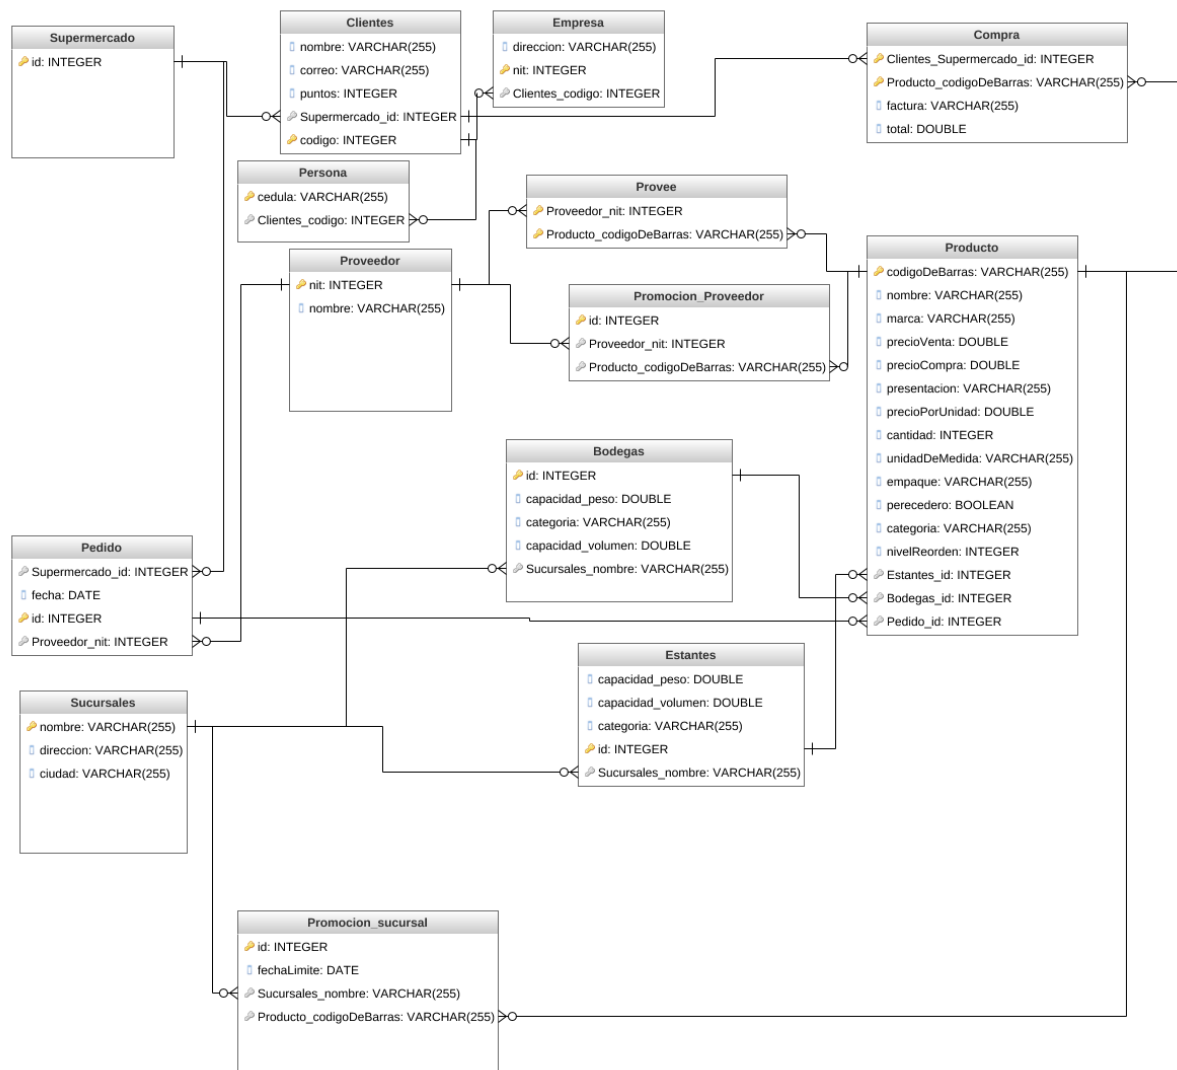 Supermercado
id: INTEGER
Clientes
nombre: VARCHAR(255)
correo: VARCHAR(255)
puntos: INTEGER
Supermercado_id: INTEGER
codigo: INTEGER
Empresa
direccion: VARCHAR(255)
nit: INTEGER
Clientes_codigo: INTEGER
Compra
Clientes_Supermercado_id: INTEGER
Producto_codigoDeBarras: VARCHAR(255)
factura: VARCHAR(255)
total: DOUBLE
Persona
cedula: VARCHAR(255)
Clientes_codigo: INTEGER
Provee
Proveedor_nit: INTEGER
Producto_codigoDeBarras: VARCHAR(255)
Proveedor
nit: INTEGER
nombre: VARCHAR(255)
Promocion_Proveedor
id: INTEGER
Proveedor_nit: INTEGER
Producto_codigoDeBarras: VARCHAR(255)
Producto
codigoDeBarras: VARCHAR(255)
nombre: VARCHAR(255)
marca: VARCHAR(255)
precioVenta: DOUBLE
precioCompra: DOUBLE
presentacion: VARCHAR(255)
precioPorUnidad: DOUBLE
cantidad: INTEGER
unidadDeMedida: VARCHAR(255)
empaque: VARCHAR(255)
perecedero: BOOLEAN
categoria: VARCHAR(255)
nivelReorden: INTEGER
Estantes_id: INTEGER
Bodegas_id: INTEGER
Pedido_id: INTEGER
Bodegas
id: INTEGER
capacidad_peso: DOUBLE
categoria: VARCHAR(255)
capacidad_volumen: DOUBLE
Sucursales_nombre: VARCHAR(255)
Pedido
Supermercado_id: INTEGER
fecha: DATE
id: INTEGER
Proveedor_nit: INTEGER
Estantes
capacidad_peso: DOUBLE
capacidad_volumen: DOUBLE
categoria: VARCHAR(255)
id: INTEGER
Sucursales_nombre: VARCHAR(255)
Sucursales
nombre: VARCHAR(255)
direccion: VARCHAR(255)
ciudad: VARCHAR(255)
Promocion_sucursal
id: INTEGER
fechaLimite: DATE
Sucursales_nombre: VARCHAR(255)
Producto_codigoDeBarras: VARCHAR(255)